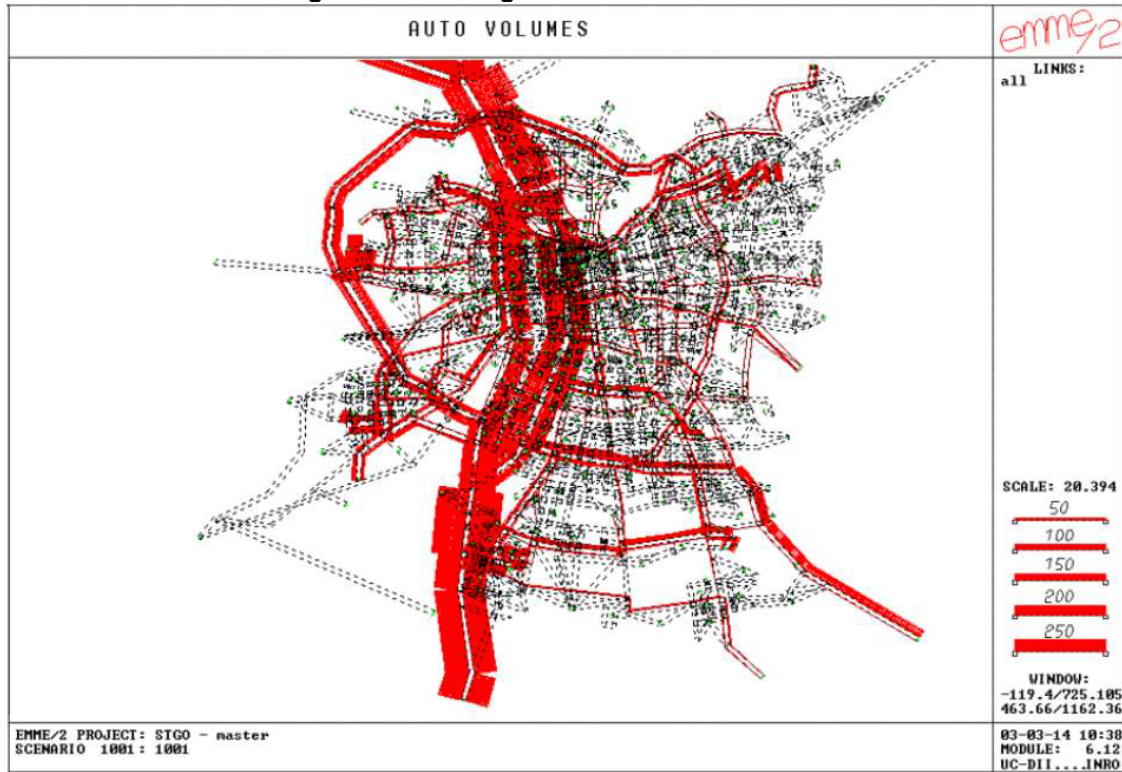 AUTO VOLUMES
emme/2
LINKS:
all
SCALE: 20.394
50
100
150
200
250
WINDOW:
-119.4/725.105
463.66/1162.36
EMME/2 PROJECT: STGO - master
SCENARIO 1001: 1001
03-03-14 10:38
MODULE: 6.12
UC-DII....INRO